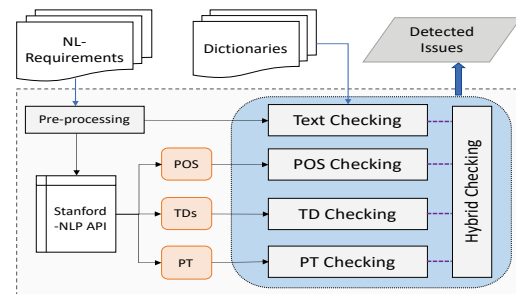 NL-
Requirements
Dictionaries
Detected
Issues
Pre-processing
Text Checking
POS
POS Checking
Stanford
-NLP API
TDs
TD Checking
PT
PT Checking
Hybrid Checking